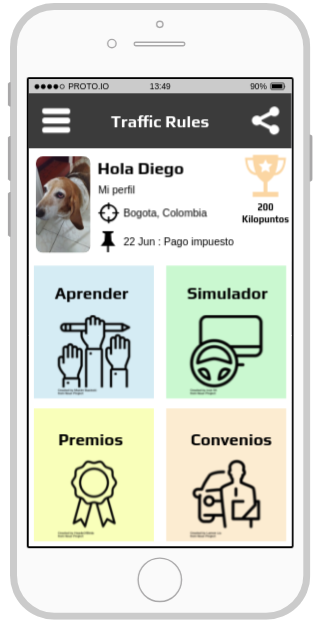 PROTO.IO 13:49 90%
Traffic Rules
Hola Diego
Mi perfil
Bogota, Colombia
22 Jun : Pago impuesto
200
Kilopuntos
Aprender
Simulador
Premios
Convenios